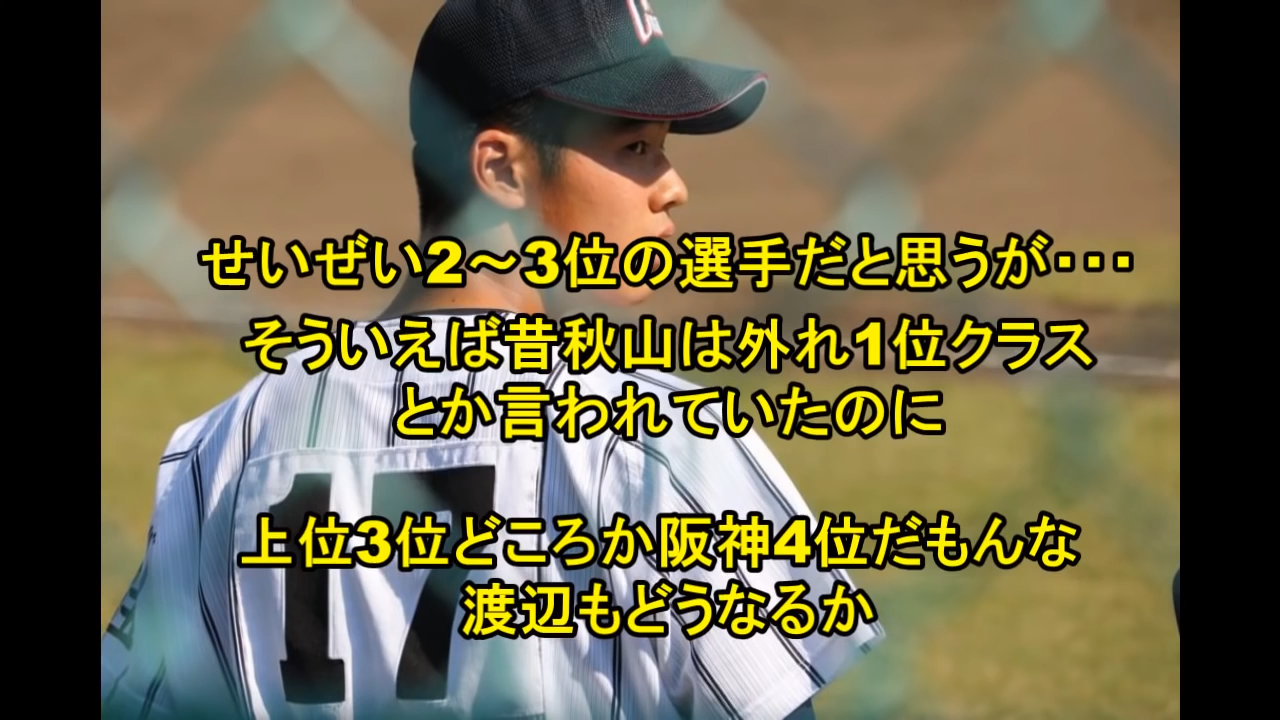 せいぜい2～3位の選手だと思うが・・・
そういえば昔秋山は外れ1位クラス
とか言われていたのに
上位3位どころか阪神4位だもんな
渡辺もどうなるか
17